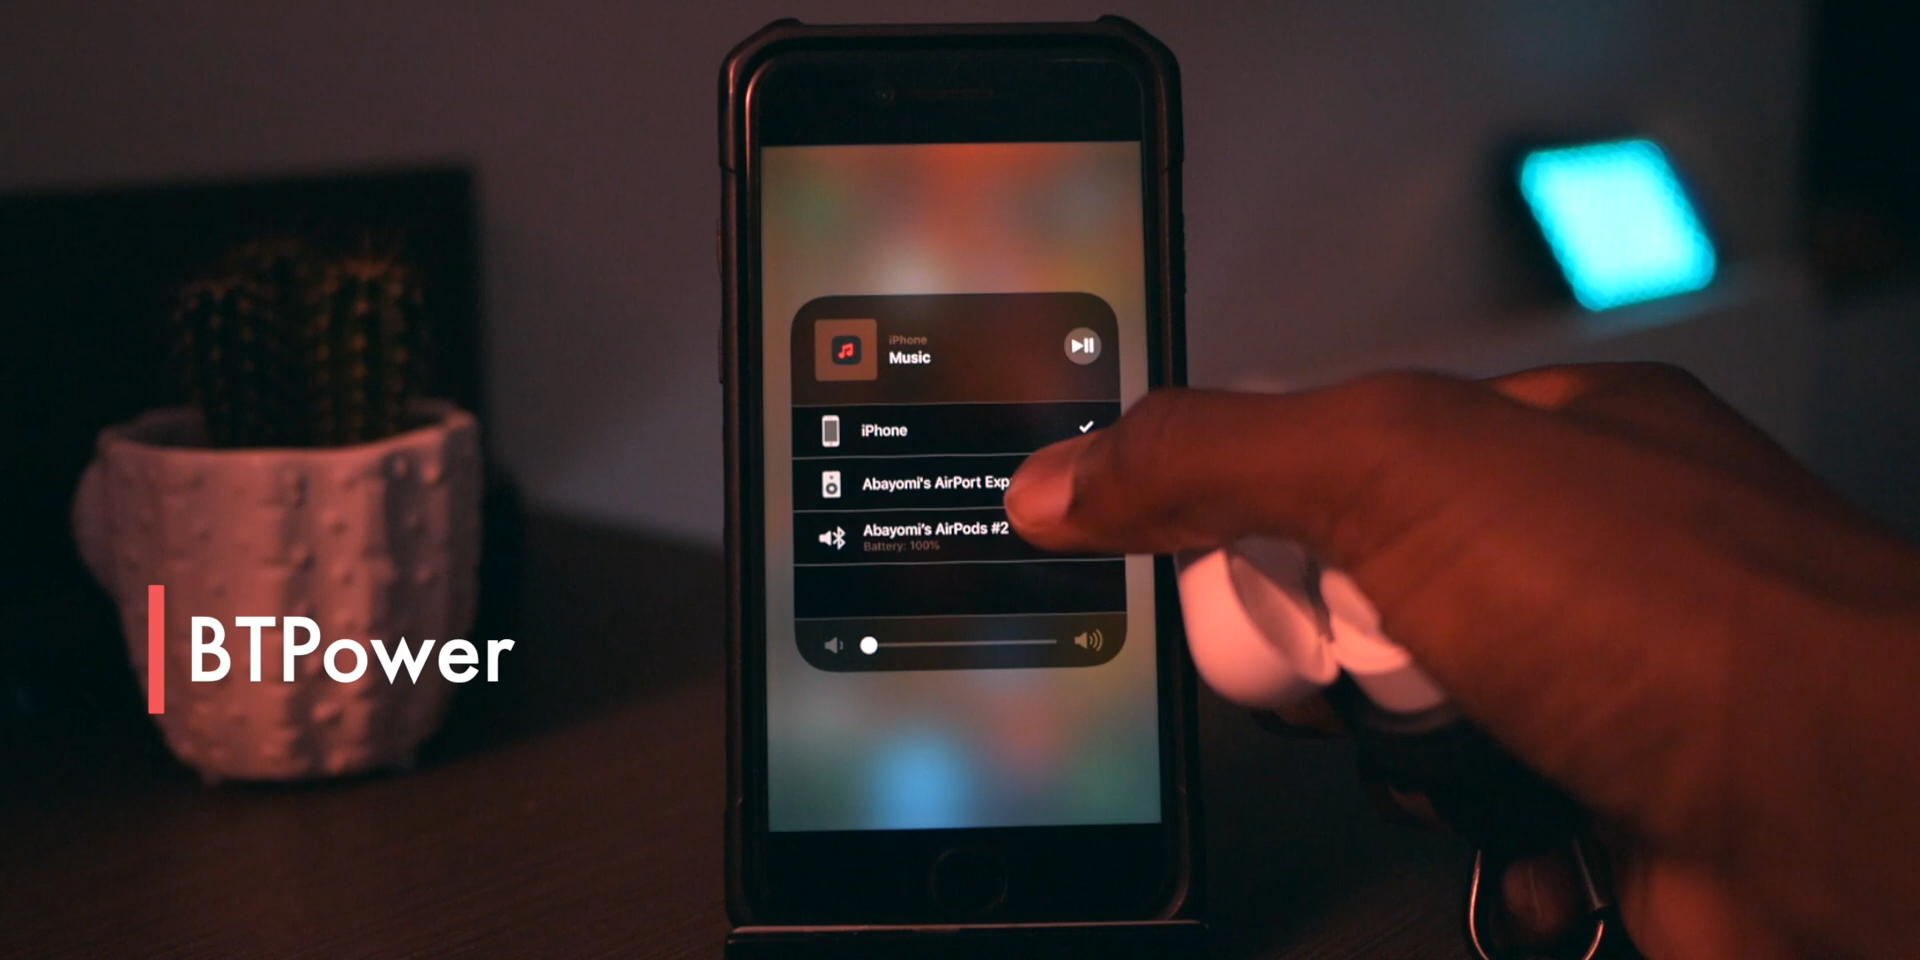 iPhone
Music
iPhone
Abayomi's AirPort Exp
Abayomi's AirPods #2
Battery: 100%
BTPower